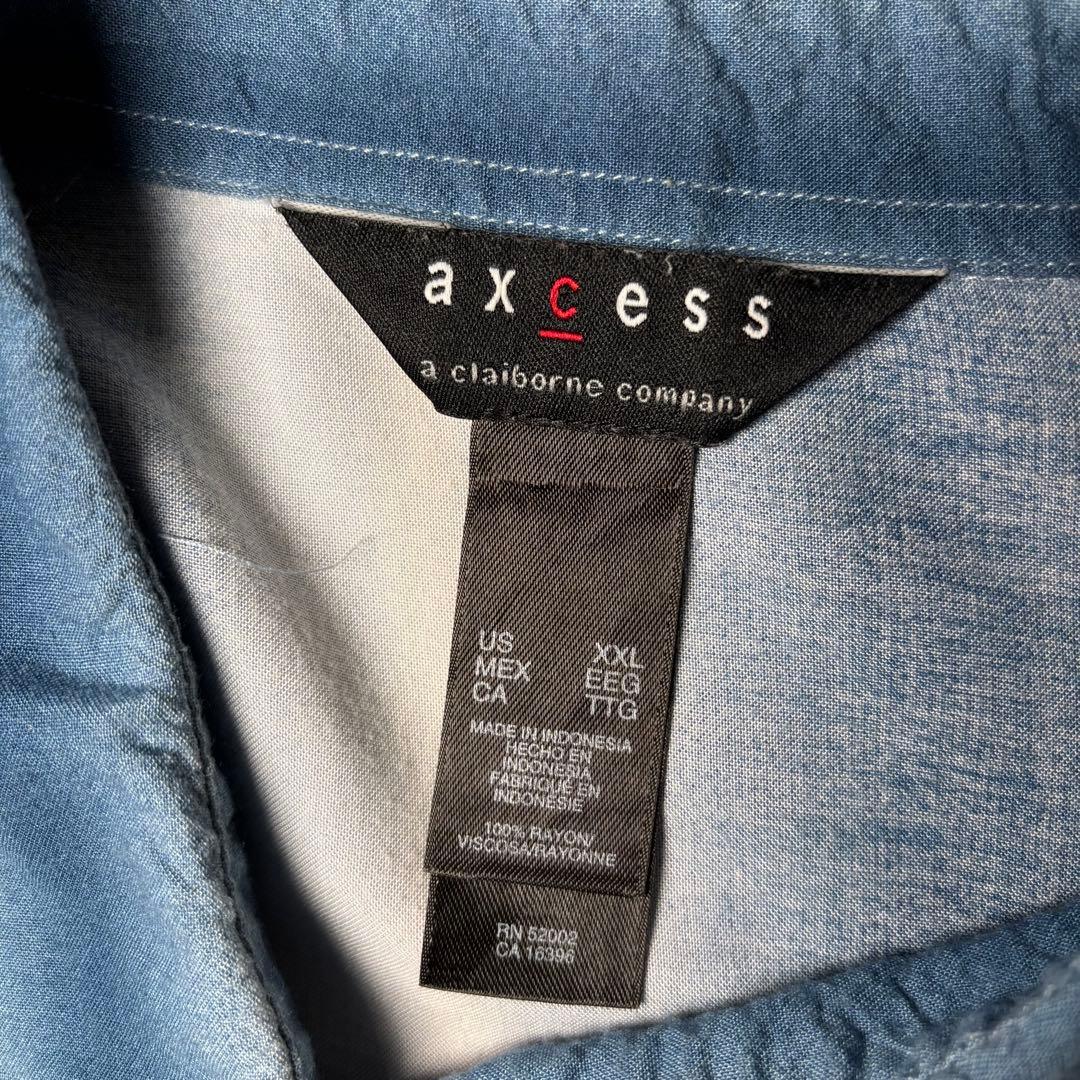 axcess
a claiborne company
US XXL
MEX EEG
CA TTG
MADE IN INDONESIA
HECHO EN
INDONESIA
FABRIQUÉ EN
INDONÉSIE
100% RAYON/
VISCOSA/RAYONNE
RN 52002
CA 16396